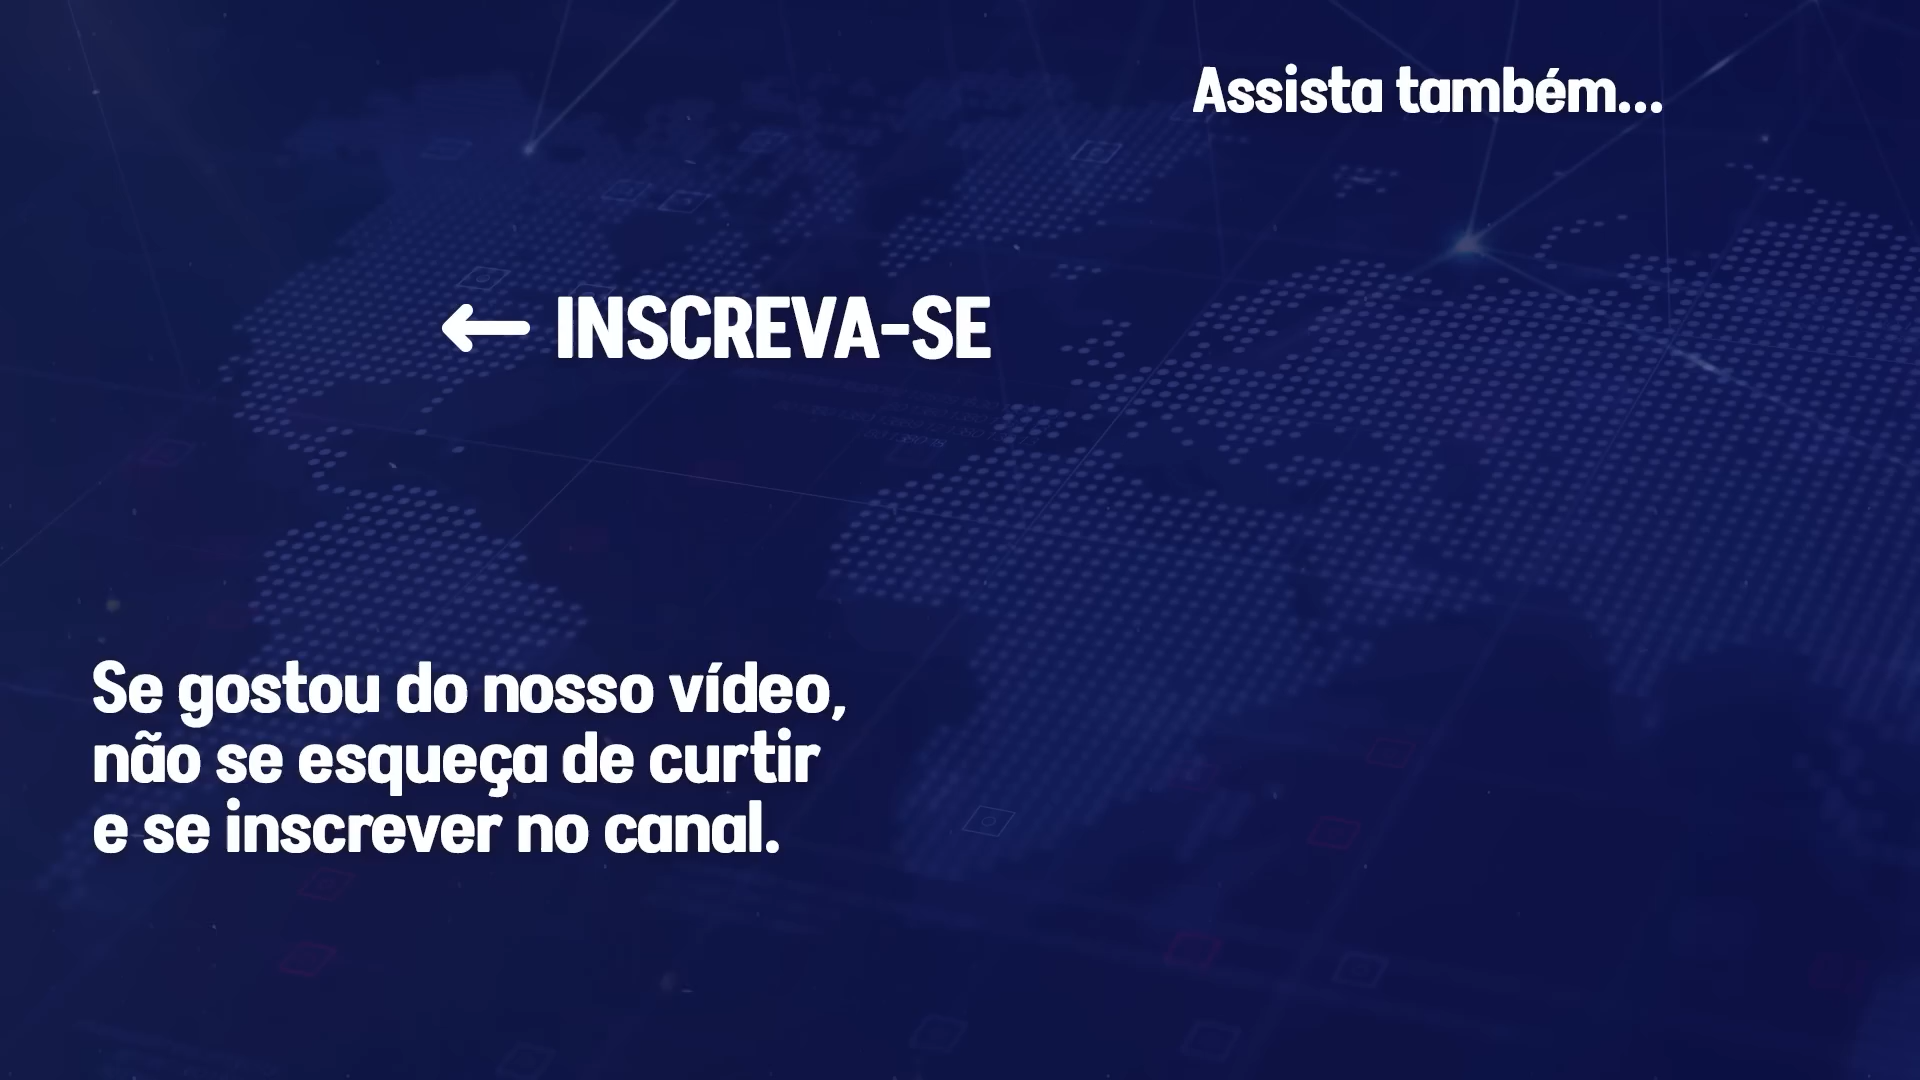 Assista também...
← INSCREVA-SE
Se gostou do nosso vídeo,
não se esqueça de curtir
e se inscrever no canal.